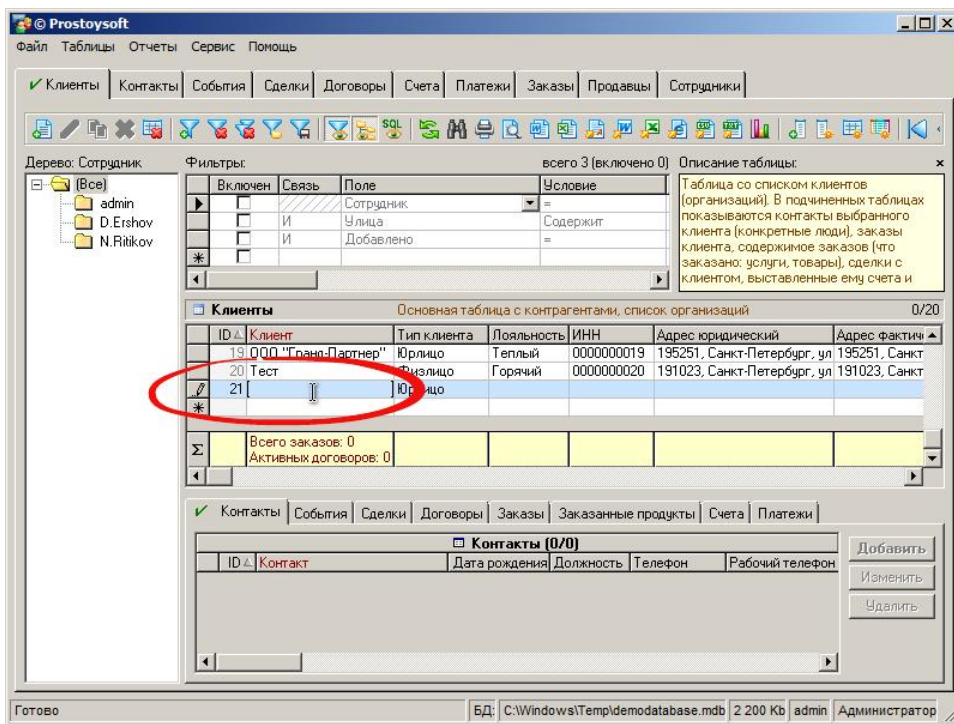 © Prostoysoft
Файл Таблицы Отчеты Сервис Помощь
Клиенты Контакты События Сделки Договоры Счета Платежи Заказы Продавцы Сотрудники
SQL
Дерево: Сотрудник
(Все)
admin
D.Ershov
N.Ritikov
Фильтры: всего 3 (включено 0)
Включен Связь Поле Условие
Сотрудник =
И Улица Содержит
И Добавлено =
Описание таблицы:
Таблица со списком клиентов
(организаций). В подчиненных таблицах
показываются контакты выбранного
клиента (конкретные люди), заказы
клиента, содержимое заказов (что
заказано: услуги, товары), сделки с
клиентом, выставленные ему счета и
Клиенты Основная таблица с контрагентами, список организаций 0/20
ID Клиент Тип клиента Лояльность ИНН Адрес юридический Адрес фактич
19 ООО "Гранд-Партнер" Юрлицо Теплый 0000000019 195251, Санкт-Петербург, ул 195251, Санкт
20 Тест Физлицо Горячий 0000000020 191023, Санкт-Петербург, ул 191023, Санкт
21 [ ] Юрлицо
Σ Всего заказов: 0
Активных договоров: 0
Контакты События Сделки Договоры Заказы Заказанные продукты Счета Платежи
Контакты (0/0)
ID Контакт Дата рождения Должность Телефон Рабочий телефон
Добавить
Изменить
Удалить
Готово БД: C:\Windows\Temp\demodatabase.mdb 2 200 Kb admin Администратор